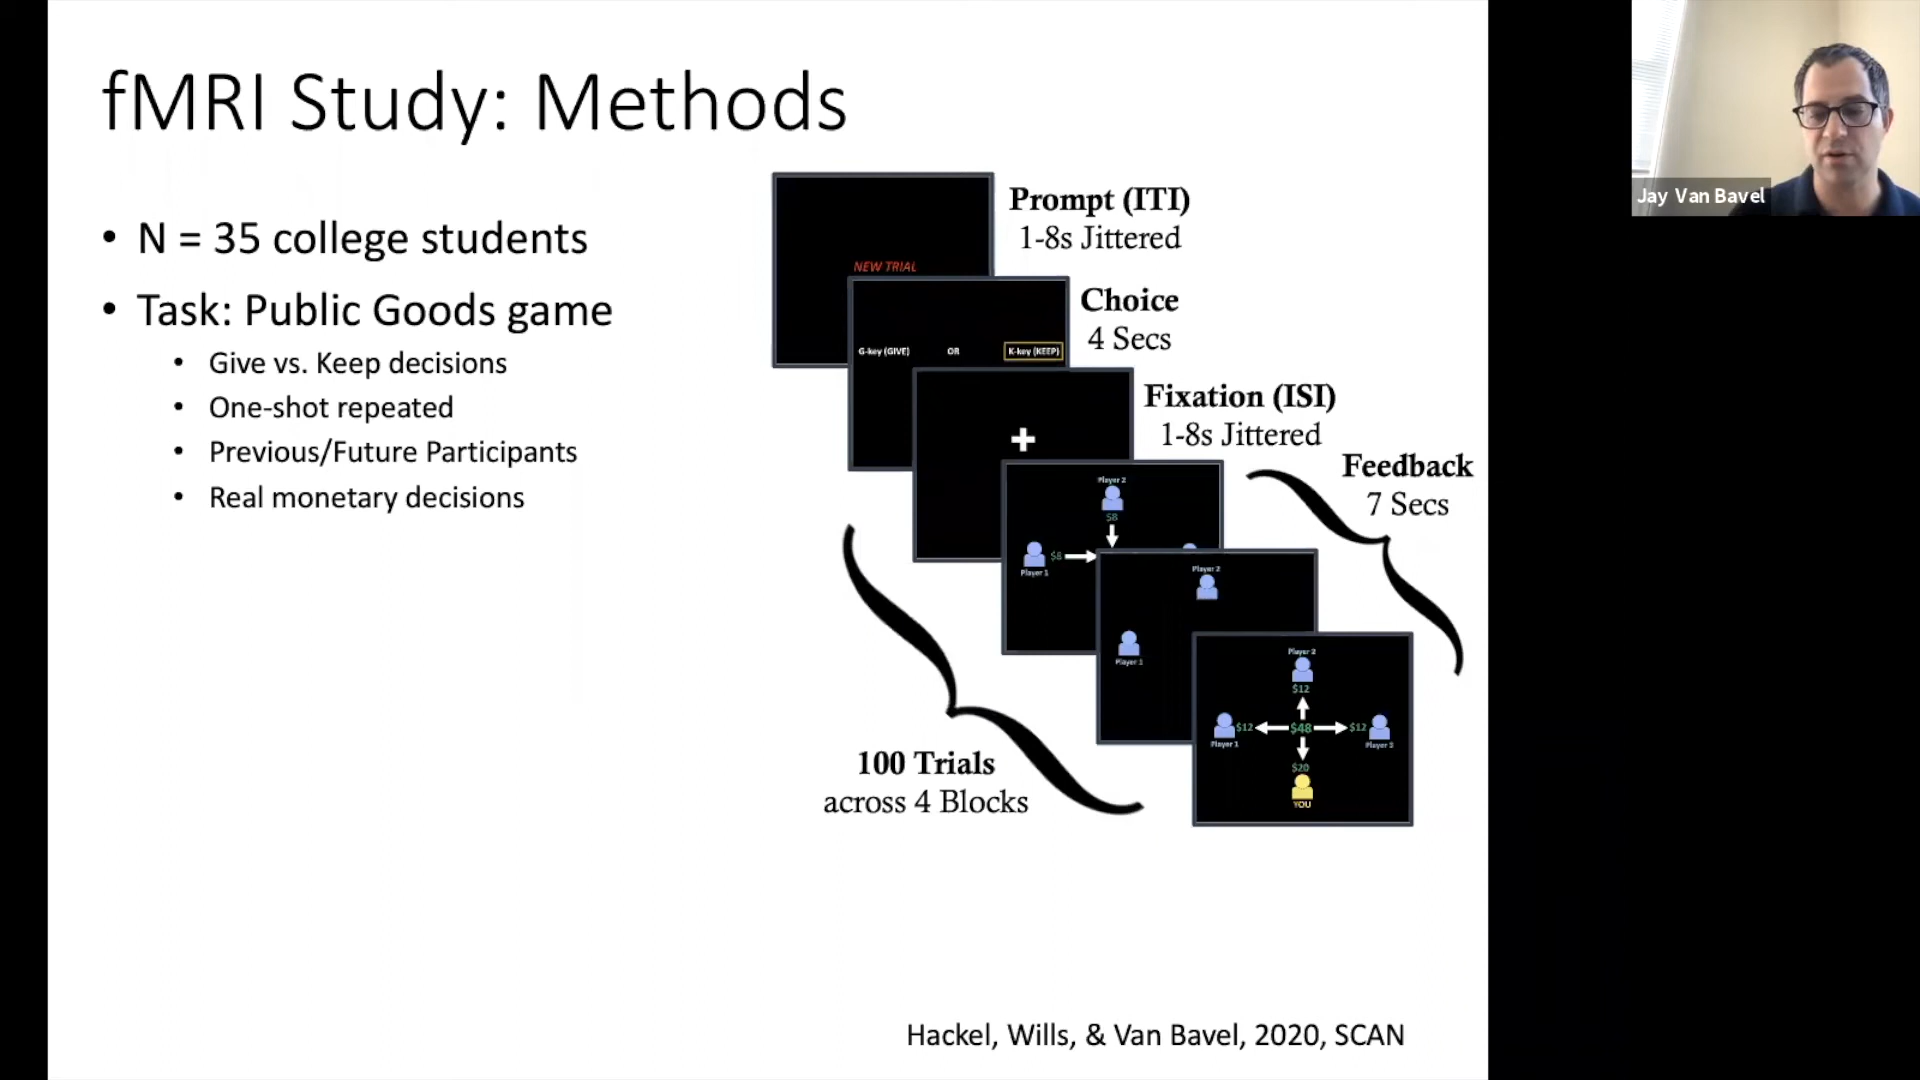 fMRI Study: Methods
• N = 35 college students
• Task: Public Goods game
• Give vs. Keep decisions
• One-shot repeated
• Previous/Future Participants
• Real monetary decisions
Prompt (ITI)
1-8s Jittered
NEW TRIAL
Choice
4 Secs
G-key (GIVE) OR K-key (KEEP)
Fixation (ISI)
1-8s Jittered
Feedback
7 Secs
Player 2
$8
$8
Player 1
Player 2
Player 1
Player 2
$12
$12 $48 $12
Player 1 Player 3
$20
YOU
100 Trials
across 4 Blocks
Hackel, Wills, & Van Bavel, 2020, SCAN
Jay Van Bavel